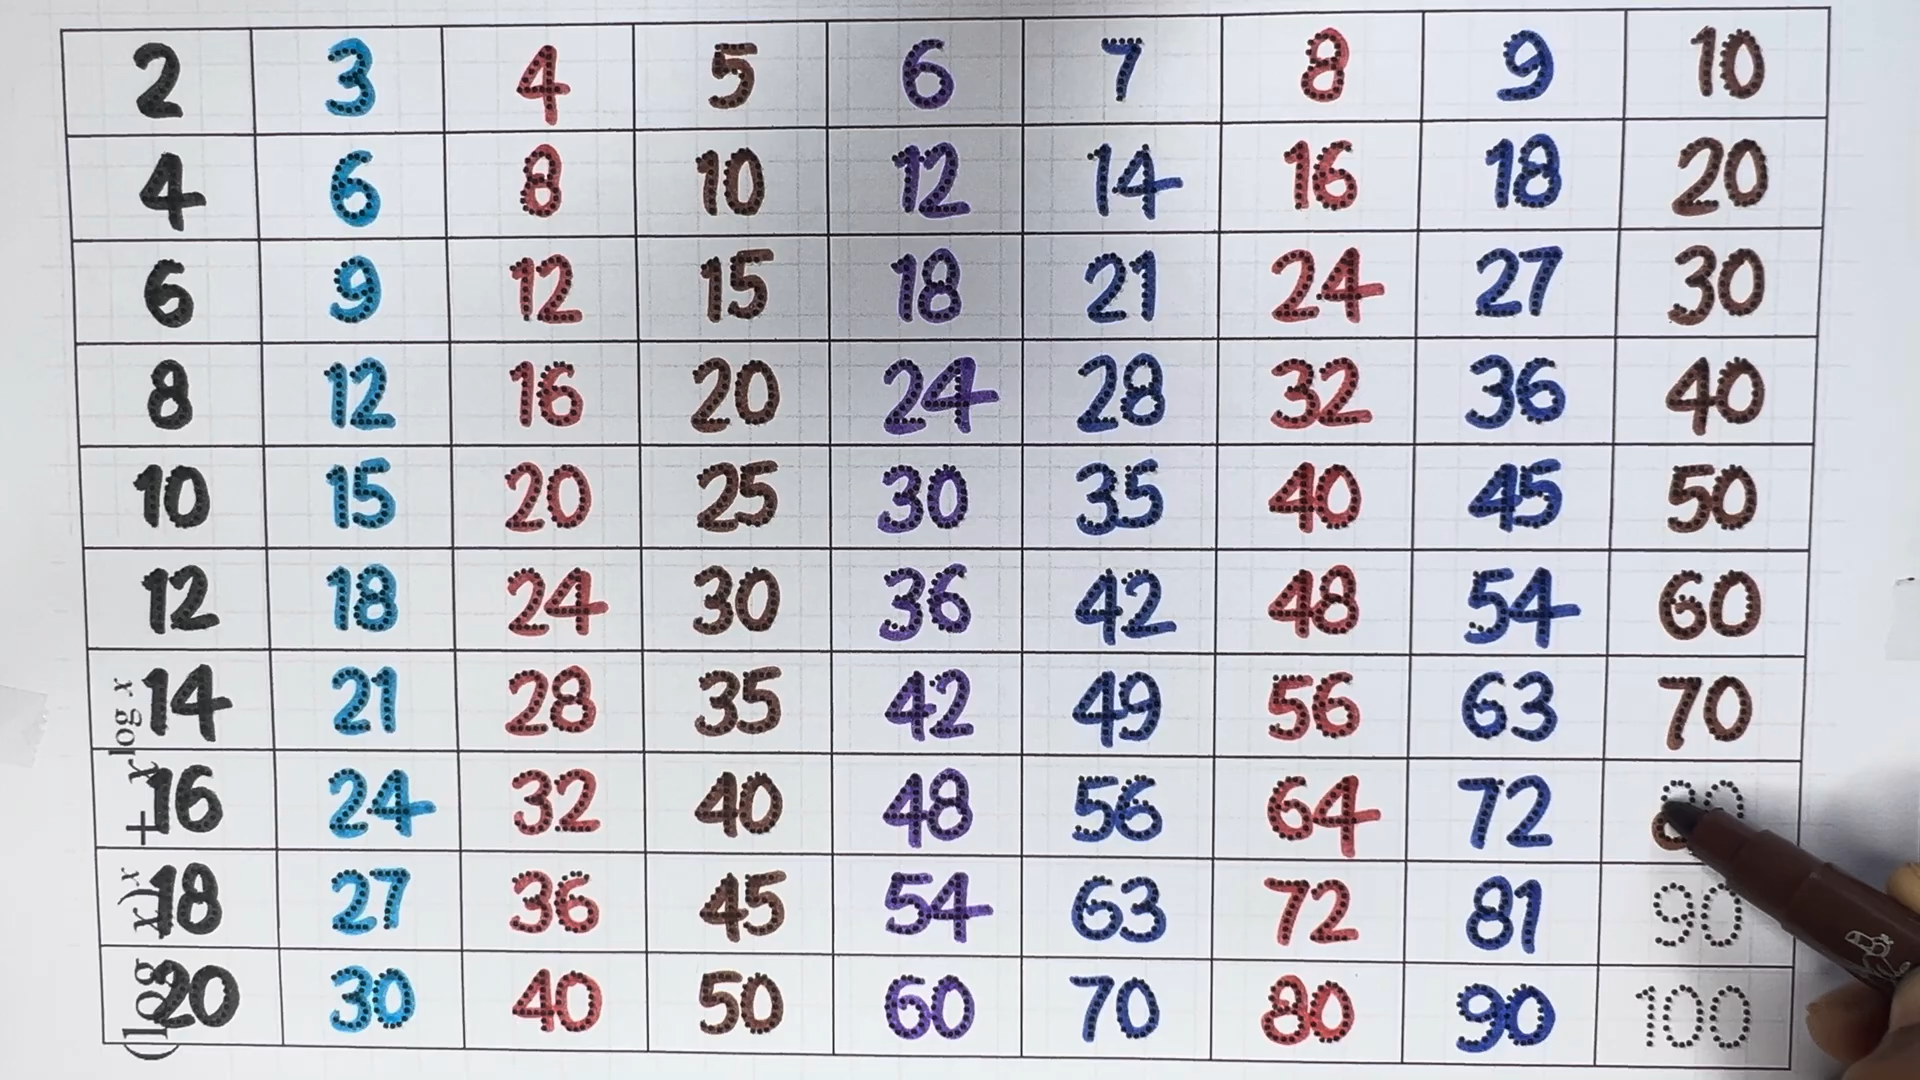 2 3 4 5 6 7 8 9 10
4 6 8 10 12 14 16 18 20
6 9 12 15 18 21 24 27 30
8 12 16 20 24 28 32 36 40
10 15 20 25 30 35 40 45 50
12 18 24 30 36 42 48 54 60
14 21 28 35 42 49 56 63 70
16 24 32 40 48 56 64 72 80
18 27 36 45 54 63 72 81 90
20 30 40 50 60 70 80 90 100
(log x)^x + x^log x